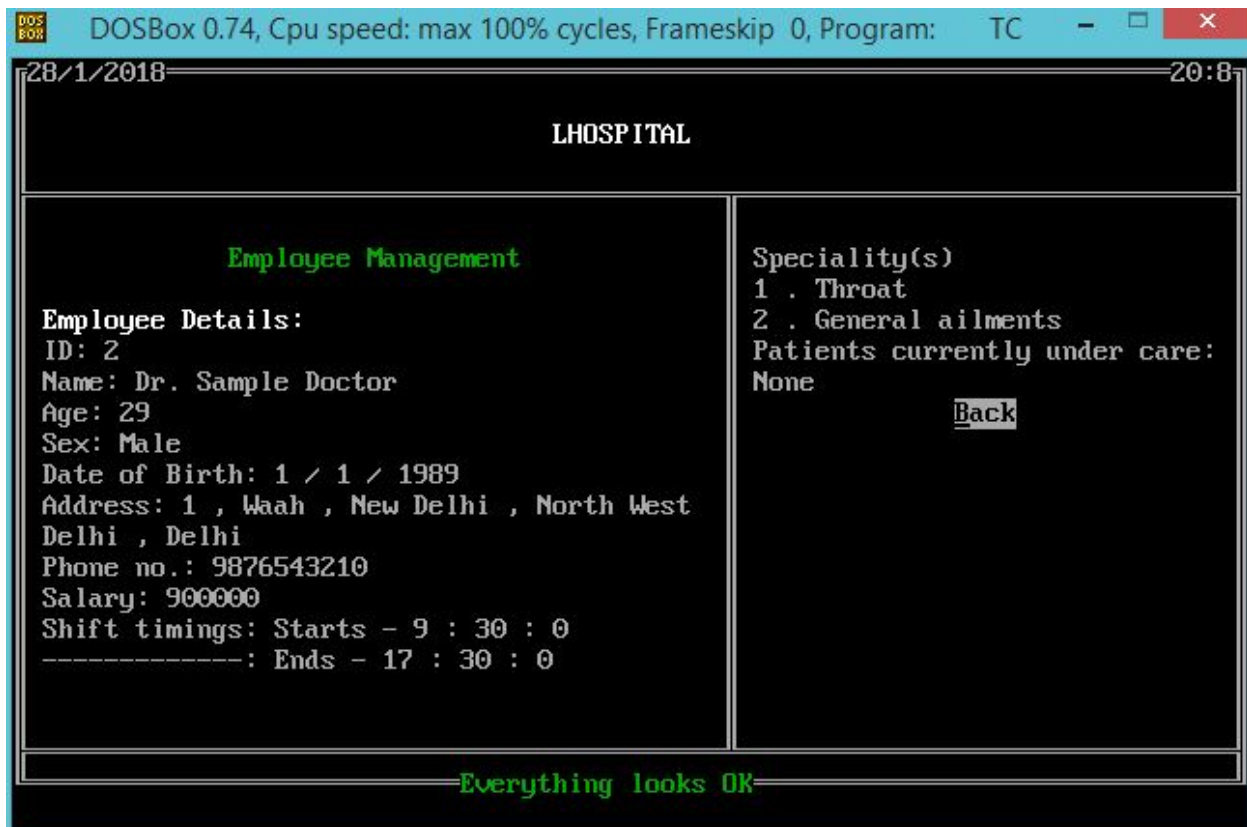 DOS
BOX
DOSBox 0.74, Cpu speed: max 100% cycles, Frameskip 0, Program: TC
28/1/2018 20:8
LHOSPITAL
Employee Management
Employee Details:
ID: 2
Name: Dr. Sample Doctor
Age: 29
Sex: Male
Date of Birth: 1 / 1 / 1989
Address: 1 , Waah , New Delhi , North West
Delhi , Delhi
Phone no.: 9876543210
Salary: 900000
Shift timings: Starts - 9 : 30 : 0
-------------: Ends - 17 : 30 : 0
Speciality(s)
1 . Throat
2 . General ailments
Patients currently under care:
None
Back
Everything looks OK